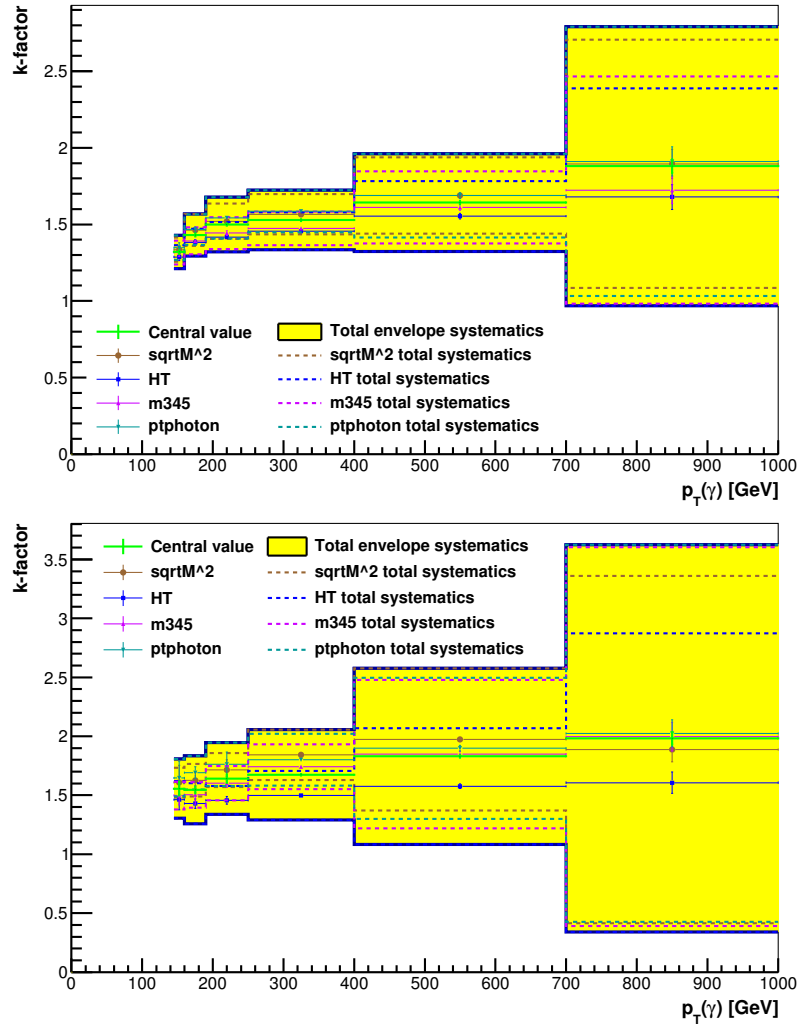 k-factor
2.5
2
1.5
1
0.5
0
Central value
sqrtM^2
HT
m345
ptphoton
Total envelope systematics
sqrtM^2 total systematics
HT total systematics
m345 total systematics
ptphoton total systematics
0 100 200 300 400 500 600 700 800 900 1000
p_T(γ) [GeV]
k-factor
3.5
3
2.5
2
1.5
1
0.5
0
Central value
sqrtM^2
HT
m345
ptphoton
Total envelope systematics
sqrtM^2 total systematics
HT total systematics
m345 total systematics
ptphoton total systematics
0 100 200 300 400 500 600 700 800 900 1000
p_T(γ) [GeV]